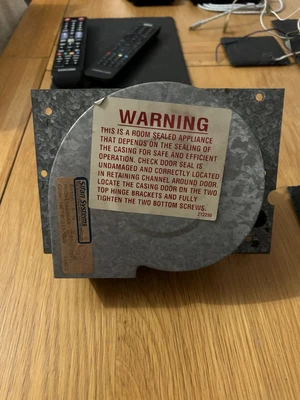 WARNING
THIS IS A ROOM SEALED APPLIANCE
THAT DEPENDS ON THE SEALING OF
THE CASING FOR SAFE AND EFFICIENT
OPERATION. CHECK DOOR SEAL IS
UNDAMAGED AND CORRECTLY LOCATED
IN RETAINING CHANNEL AROUND DOOR.
LOCATE THE CASING DOOR ON THE TWO
TOP HINGE BRACKETS AND FULLY
TIGHTEN THE TWO BOTTOM SCREWS.